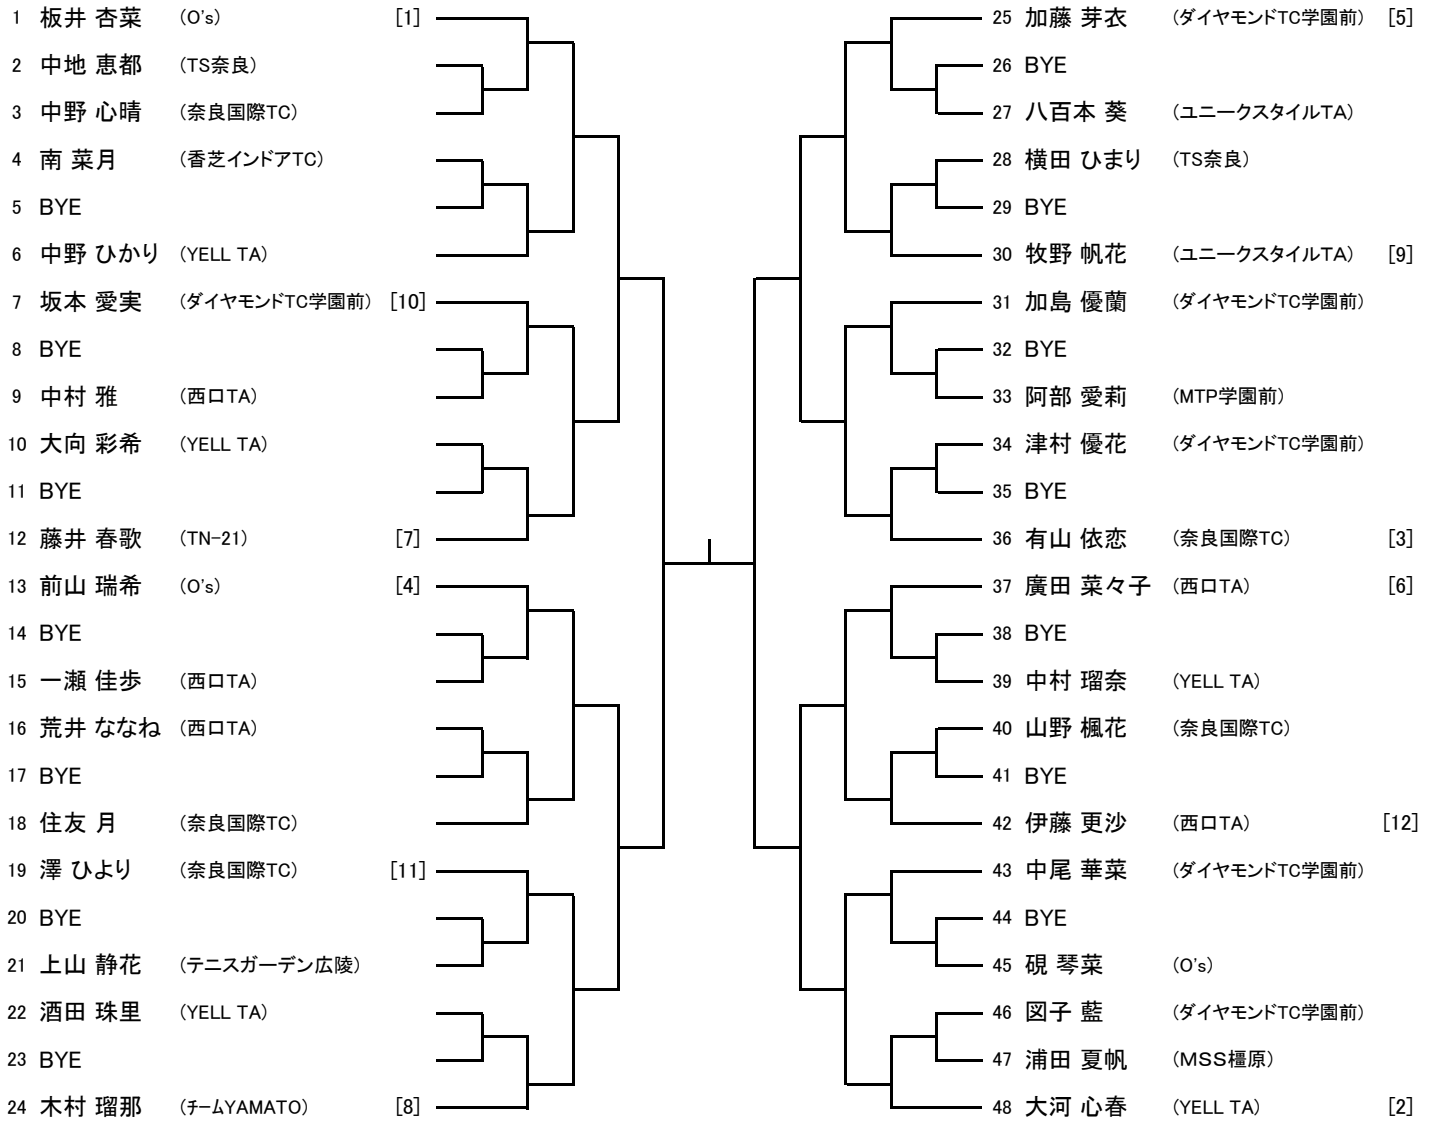 1 板井 杏菜 (O's) [1]
2 中地 恵都 (TS奈良)
3 中野 心晴 (奈良国際TC)
4 南 菜月 (香芝インドアTC)
5 BYE
6 中野 ひかり (YELL TA)
7 坂本 愛実 (ダイヤモンドTC学園前) [10]
8 BYE
9 中村 雅 (西口TA)
10 大向 彩希 (YELL TA)
11 BYE
12 藤井 春歌 (TN-21) [7]
13 前山 瑞希 (O's) [4]
14 BYE
15 一瀬 佳歩 (西口TA)
16 荒井 ななね (西口TA)
17 BYE
18 住友 月 (奈良国際TC)
19 澤 ひより (奈良国際TC) [11]
20 BYE
21 上山 静花 (テニスガーデン広陵)
22 酒田 珠里 (YELL TA)
23 BYE
24 木村 瑠那 (チームYAMATO) [8]
25 加藤 芽衣 (ダイヤモンドTC学園前) [5]
26 BYE
27 八百本 葵 (ユニークスタイルTA)
28 横田 ひまり (TS奈良)
29 BYE
30 牧野 帆花 (ユニークスタイルTA) [9]
31 加島 優蘭 (ダイヤモンドTC学園前)
32 BYE
33 阿部 愛莉 (MTP学園前)
34 津村 優花 (ダイヤモンドTC学園前)
35 BYE
36 有山 依恋 (奈良国際TC) [3]
37 廣田 菜々子 (西口TA) [6]
38 BYE
39 中村 瑠奈 (YELL TA)
40 山野 楓花 (奈良国際TC)
41 BYE
42 伊藤 更沙 (西口TA) [12]
43 中尾 華菜 (ダイヤモンドTC学園前)
44 BYE
45 硯 琴菜 (O's)
46 図子 藍 (ダイヤモンドTC学園前)
47 浦田 夏帆 (MSS橿原)
48 大河 心春 (YELL TA) [2]